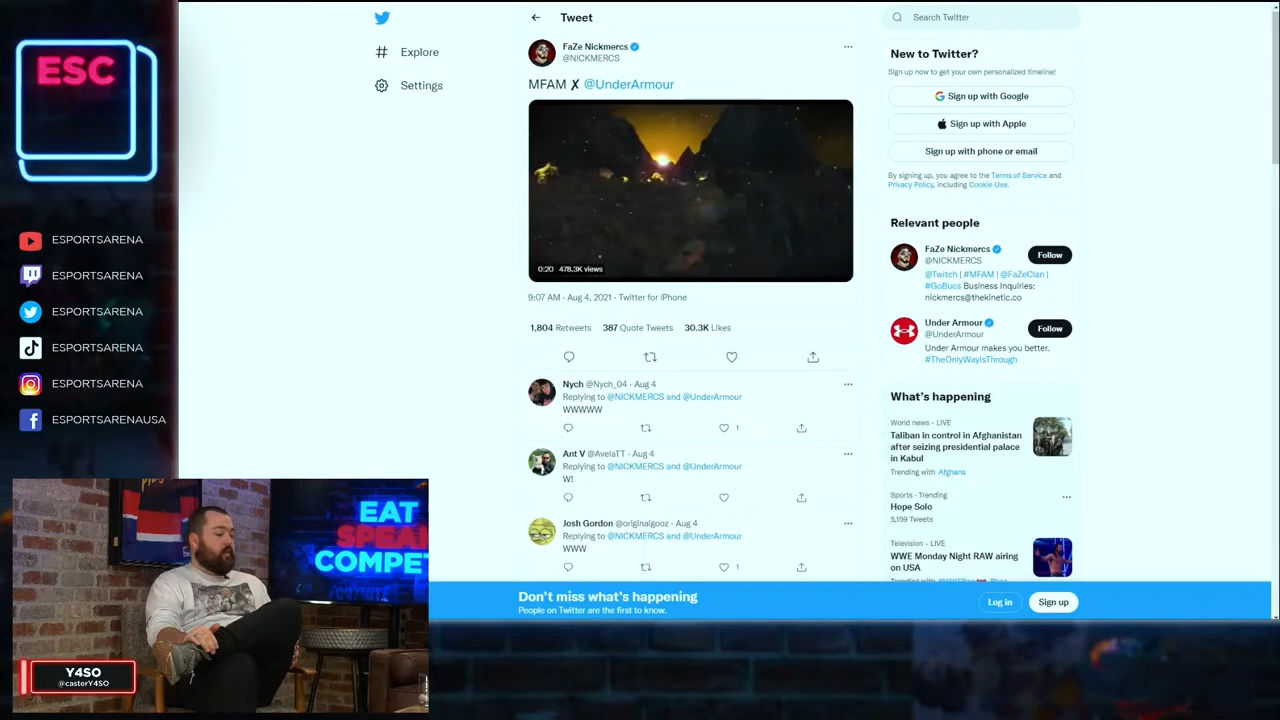 ESC
ESPORTSARENA
ESPORTSARENA
ESPORTSARENA
ESPORTSARENA
ESPORTSARENA
ESPORTSARENAUSA
Explore
Settings
Tweet
FaZe Nickmercs
@NICKMERCS
MFAM ✗ @UnderArmour
0:20 478.3K views
9:07 AM · Aug 4, 2021 · Twitter for iPhone
1,804 Retweets 387 Quote Tweets 30.3K Likes
Nych @Nych_04 · Aug 4
Replying to @NICKMERCS and @UnderArmour
WWWWW
1
Ant V @AvelaTT · Aug 4
Replying to @NICKMERCS and @UnderArmour
W!
Josh Gordon @originalgooz · Aug 4
Replying to @NICKMERCS and @UnderArmour
WWW
1
Search Twitter
New to Twitter?
Sign up now to get your own personalized timeline!
Sign up with Google
Sign up with Apple
Sign up with phone or email
By signing up, you agree to the Terms of Service and
Privacy Policy, including Cookie Use.
Relevant people
FaZe Nickmercs
@NICKMERCS
Follow
@Twitch | #MFAM | @FaZeClan |
#GoBucs Business Inquiries:
nickmercs@thekinetic.co
Under Armour
@UnderArmour
Follow
Under Armour makes you better.
#TheOnlyWayIsThrough
What's happening
World news · LIVE
Taliban in control in Afghanistan
after seizing presidential palace
in Kabul
Trending with Afghans
Sports · Trending
Hope Solo
5,159 Tweets
Television · LIVE
WWE Monday Night RAW airing
on USA
Don't miss what's happening
People on Twitter are the first to know.
Log in
Sign up
EAT
COMPET
Y4SO
@casterY4SO